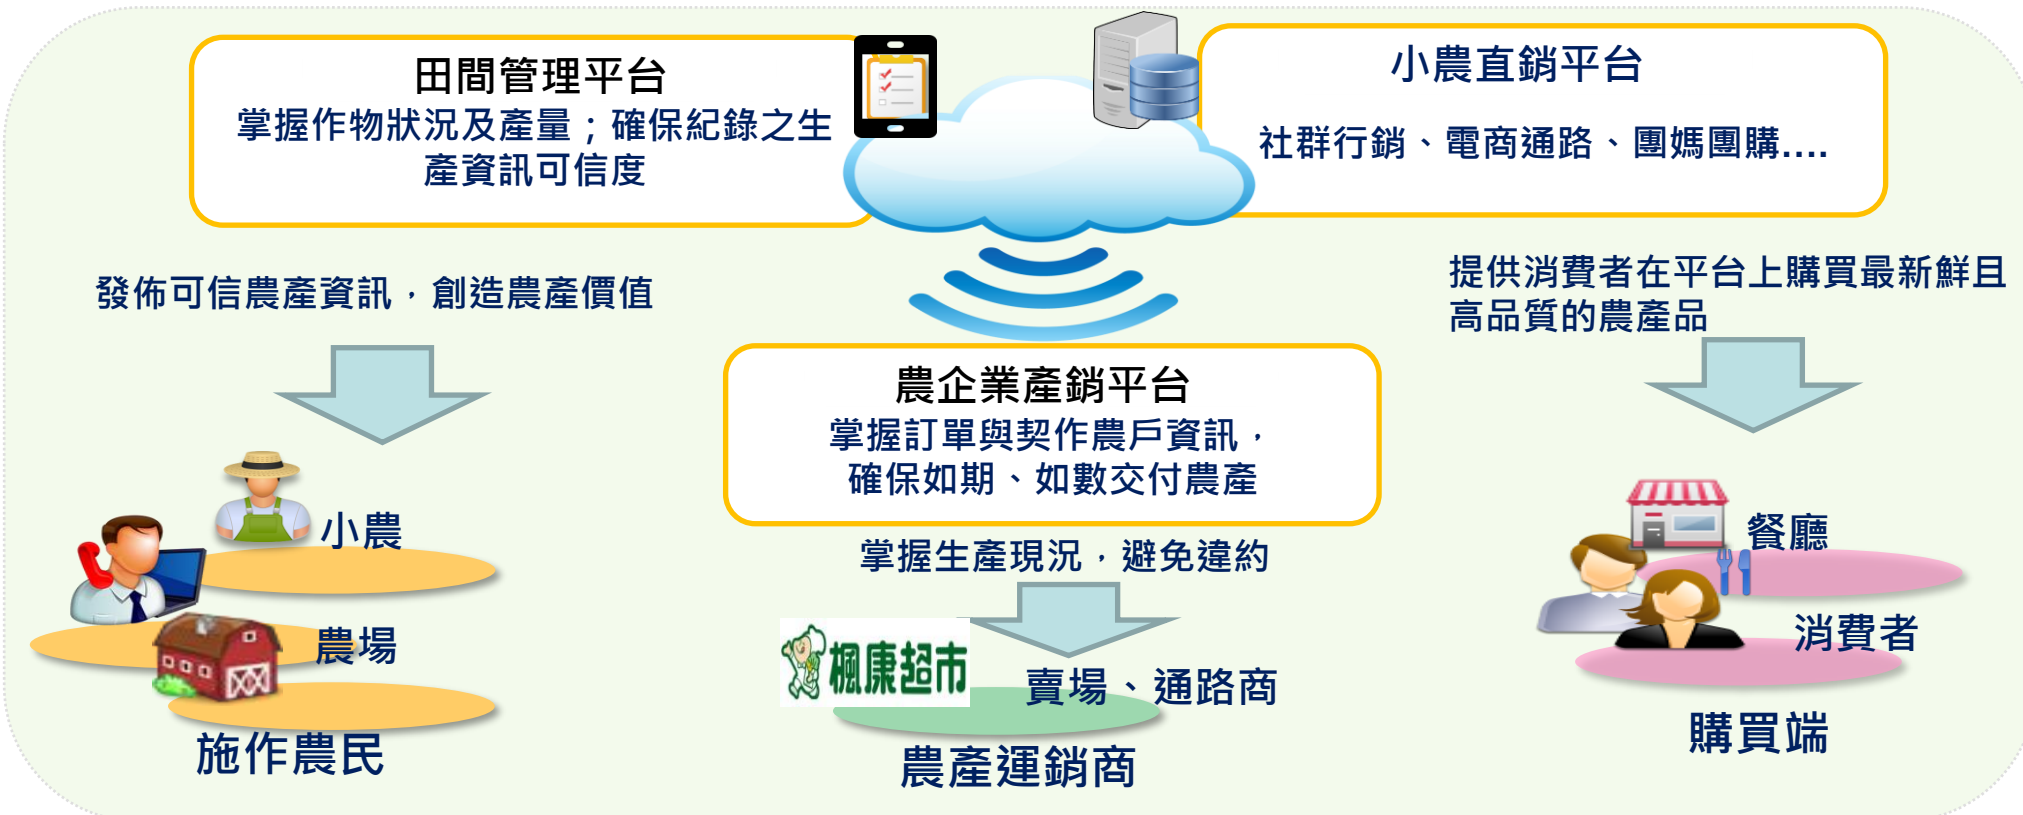 田間管理平台
掌握作物狀況及產量；確保紀錄之生
產資訊可信度
小農直銷平台
社群行銷、電商通路、團媽團購....
發佈可信農產資訊，創造農產價值
提供消費者在平台上購買最新鮮且
高品質的農產品
農企業產銷平台
掌握訂單與契作農戶資訊，
確保如期、如數交付農產
掌握生產現況，避免違約
小農
農場
施作農民
楓康超市
賣場、通路商
農產運銷商
餐廳
消費者
購買端